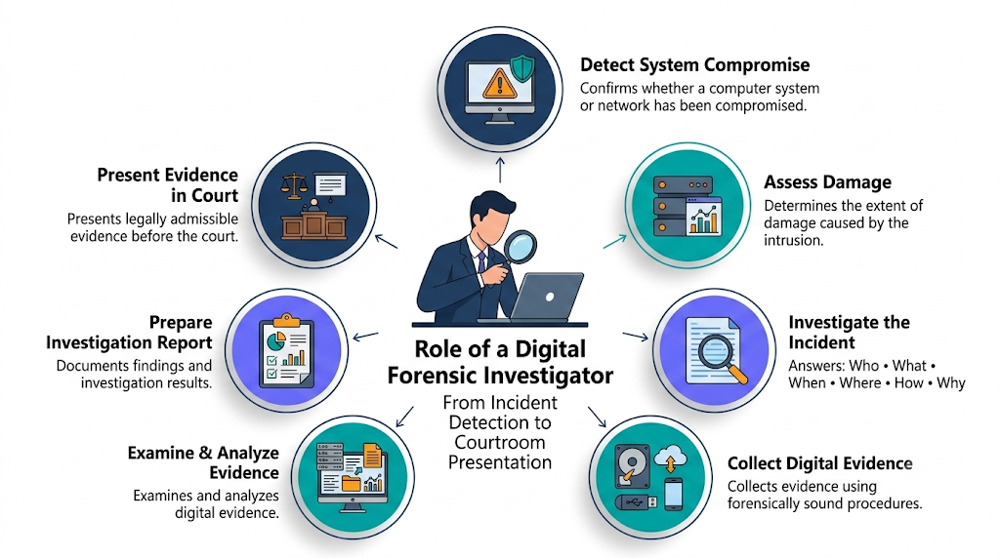 Detect System Compromise
Confirms whether a computer system
or network has been compromised.
Assess Damage
Determines the extent of
damage caused by the
intrusion.
Investigate the
Incident
Answers: Who • What •
When • Where • How • Why
Collect Digital Evidence
Collects evidence using
forensically sound procedures.
Examine & Analyze
Evidence
Examines and analyzes
digital evidence.
Prepare
Investigation Report
Documents findings and
investigation results.
Present Evidence
in Court
Presents legally admissible
evidence before the court.
Role of a Digital
Forensic Investigator
From Incident
Detection to
Courtroom
Presentation